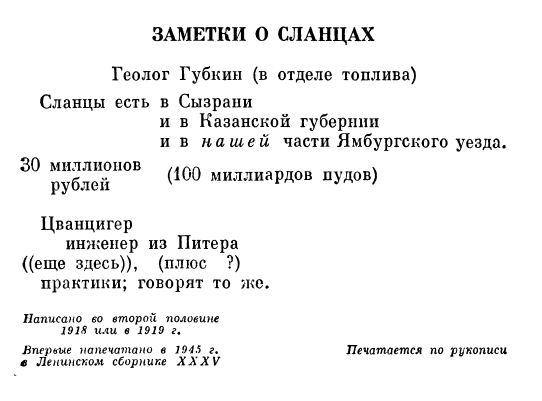 ЗАМЕТКИ О СЛАНЦАХ
Геолог Губкин (в отделе топлива)
Сланцы есть в Сызрани
и в Казанской губернии
и в нашей части Ямбургского уезда.
30 миллионов
рублей
(100 миллиардов пудов)
Цванцигер
инженер из Питера
((еще здесь)), (плюс ?)
практики; говорят то же.
Написано во второй половине
1918 или в 1919 г.
Впервые напечатано в 1945 г.
в Ленинском сборнике XXXV
Печатается по рукописи